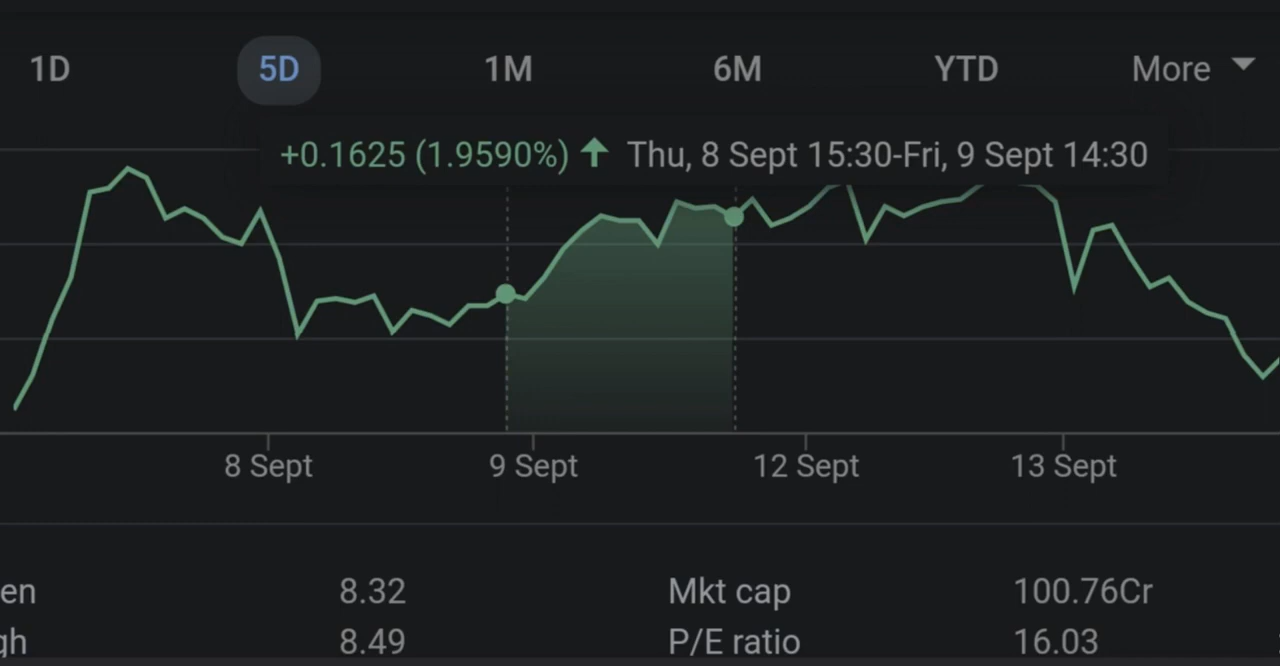 1D 5D 1M 6M YTD More
+0.1625 (1.9590%) ↑ Thu, 8 Sept 15:30-Fri, 9 Sept 14:30
8 Sept 9 Sept 12 Sept 13 Sept
en 8.32 Mkt cap 100.76Cr
gh 8.49 P/E ratio 16.03